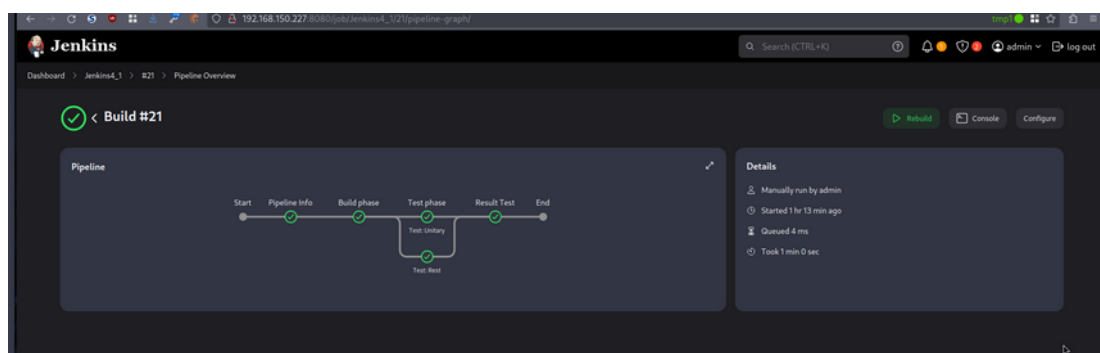 192.168.150.227:8080/job/Jenkins4_1/21/pipeline-graph/
tmp1
Jenkins
Search (CTRL+K)
admin
log out
Dashboard > Jenkins4_1 > #21 > Pipeline Overview
Build #21
Rebuild
Console
Configure
Pipeline
Start Pipeline Info Build phase Test phase Result Test End
Test: Unitary
Test: Rest
Details
Manually run by admin
Started 1 hr 13 min ago
Queued 4 ms
Took 1 min 0 sec